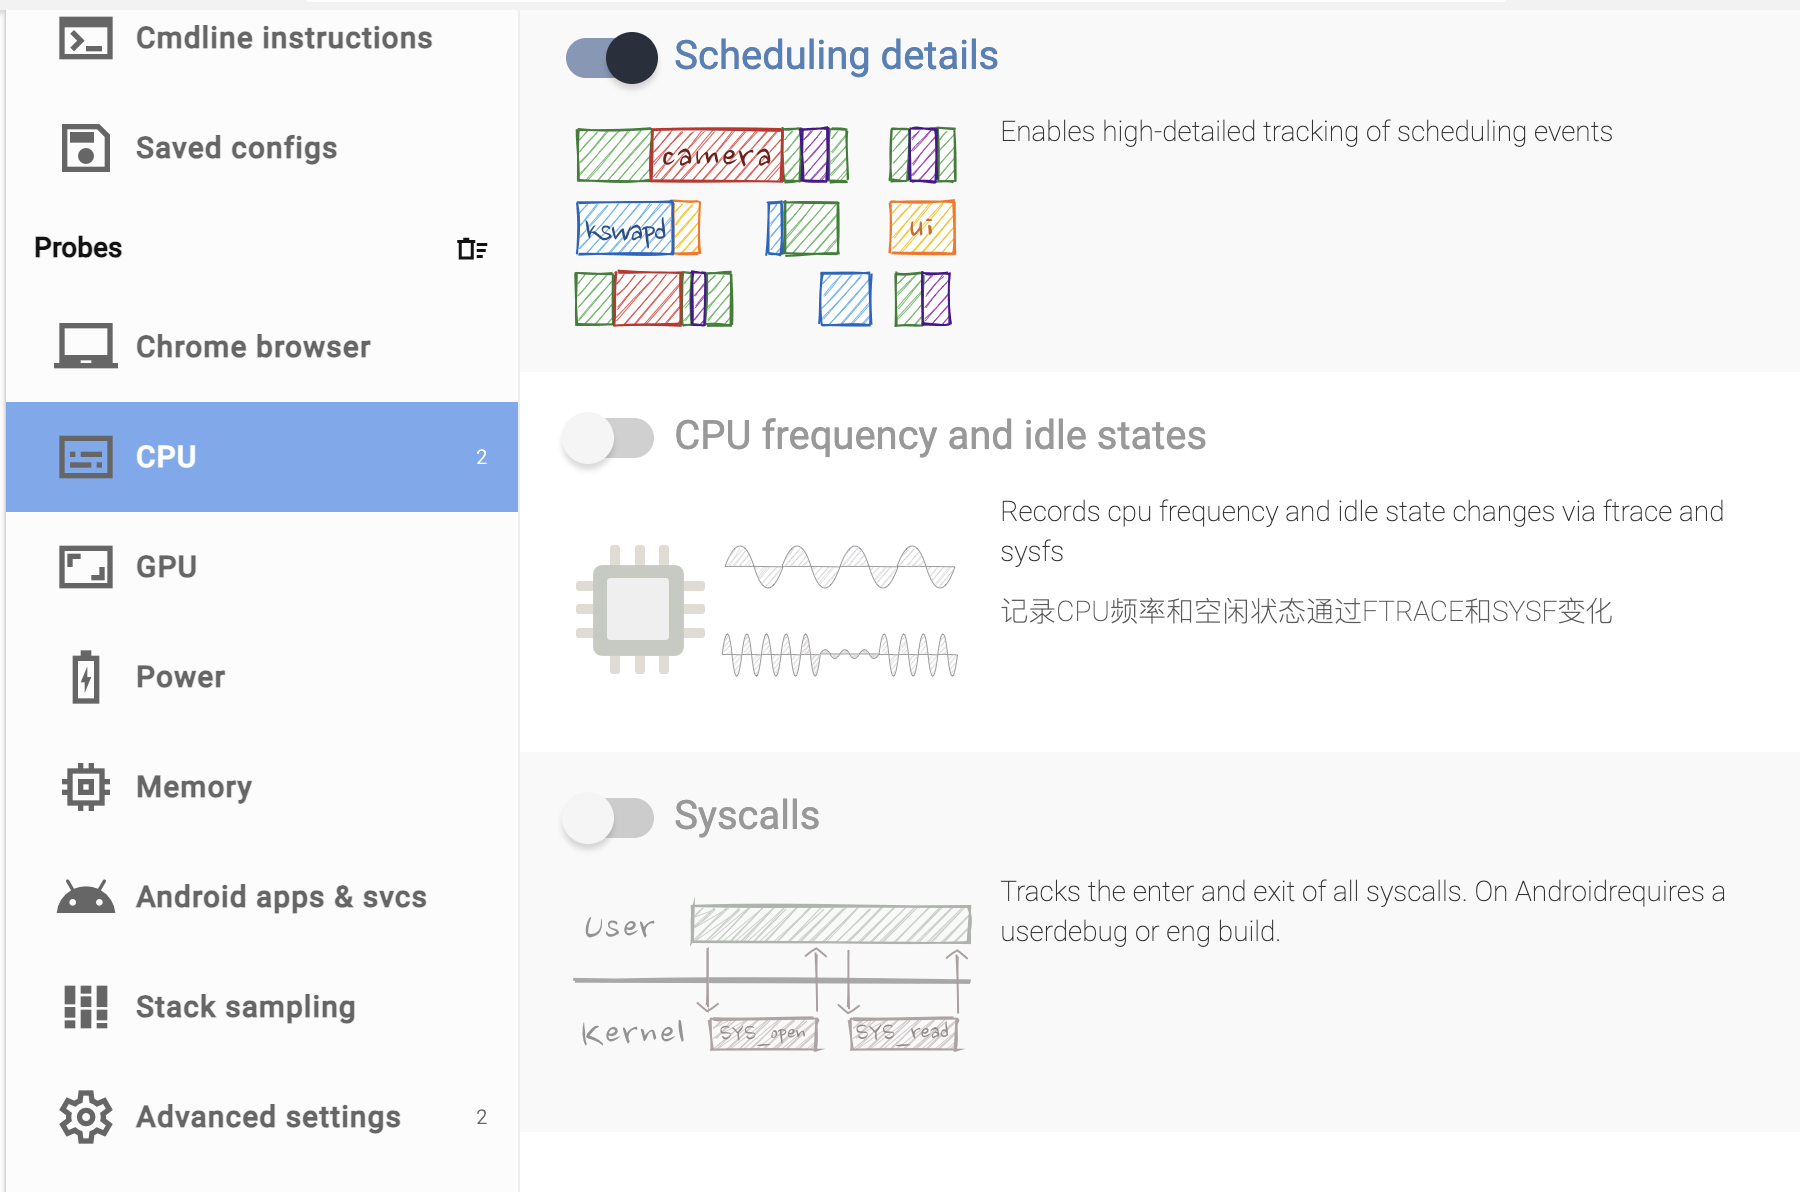 Cmdline instructions
Saved configs
Probes
Chrome browser
CPU 2
GPU
Power
Memory
Android apps & svcs
Stack sampling
Advanced settings 2
Scheduling details
camera
kswapd
ui
Enables high-detailed tracking of scheduling events
CPU frequency and idle states
Records cpu frequency and idle state changes via ftrace and
sysfs
记录CPU频率和空闲状态通过FTRACE和SYSF变化
Syscalls
User
Kernel
SYS_open
SYS_read
Tracks the enter and exit of all syscalls. On Androidrequires a
userdebug or eng build.